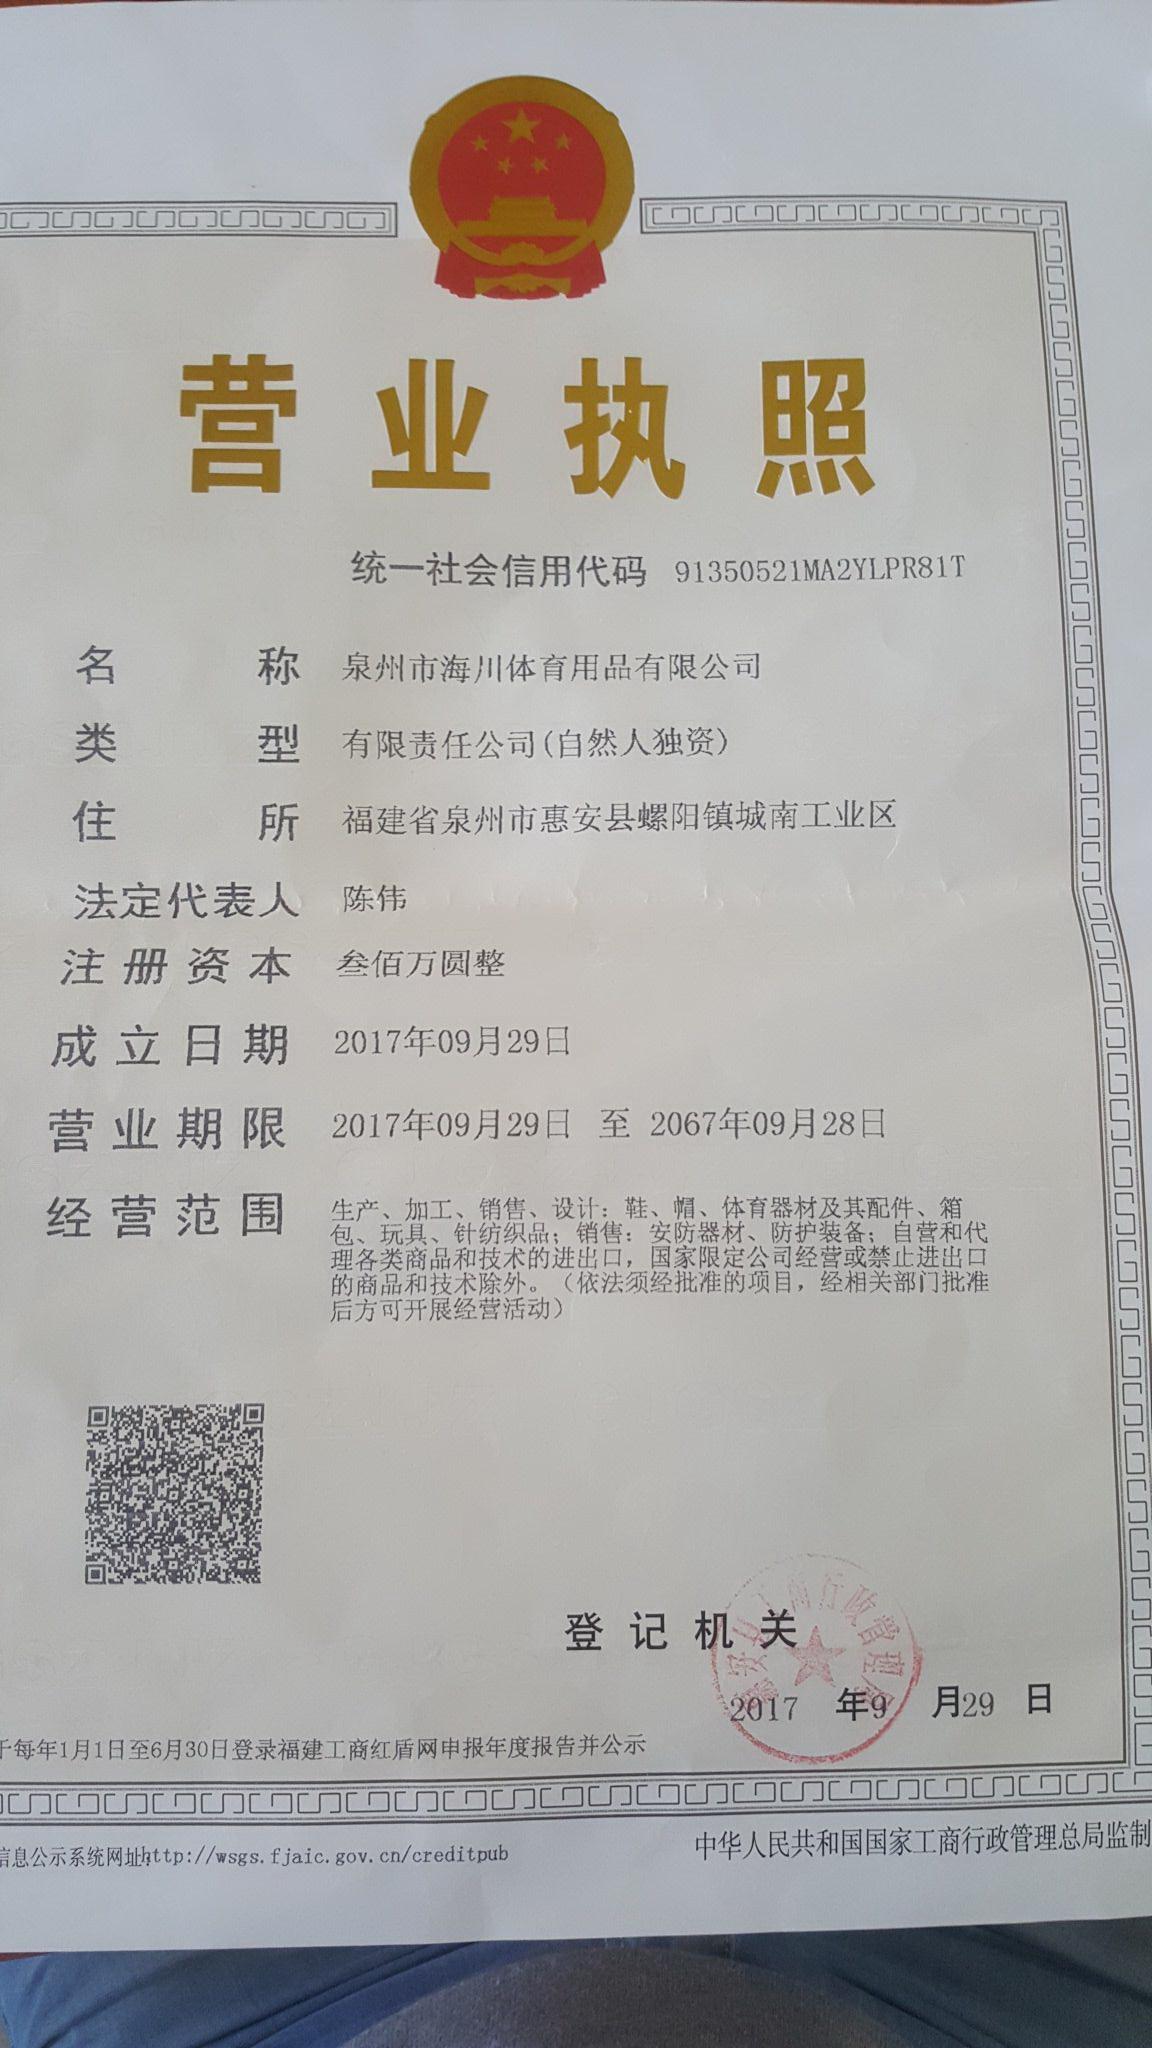 营业执照
统一社会信用代码 91350521MA2YLPR81T
名称 泉州市海川体育用品有限公司
类型 有限责任公司(自然人独资)
住所 福建省泉州市惠安县螺阳镇城南工业区
法定代表人 陈伟
注册资本 叁佰万圆整
成立日期 2017年09月29日
营业期限 2017年09月29日 至 2067年09月28日
经营范围 生产、加工、销售、设计：鞋、帽、体育器材及其配件、箱
包、玩具、针纺织品；销售：安防器材、防护装备；自营和代
理各类商品和技术的进出口，国家限定公司经营或禁止进出口
的商品和技术除外。（依法须经批准的项目，经相关部门批准
后方可开展经营活动）
登记机关
惠安县工商行政管理局
2017 年9 月29 日
于每年1月1日至6月30日登录福建工商红盾网申报年度报告并公示
信息公示系统网址:http://wsgs.fjaic.gov.cn/creditpub
中华人民共和国国家工商行政管理总局监制